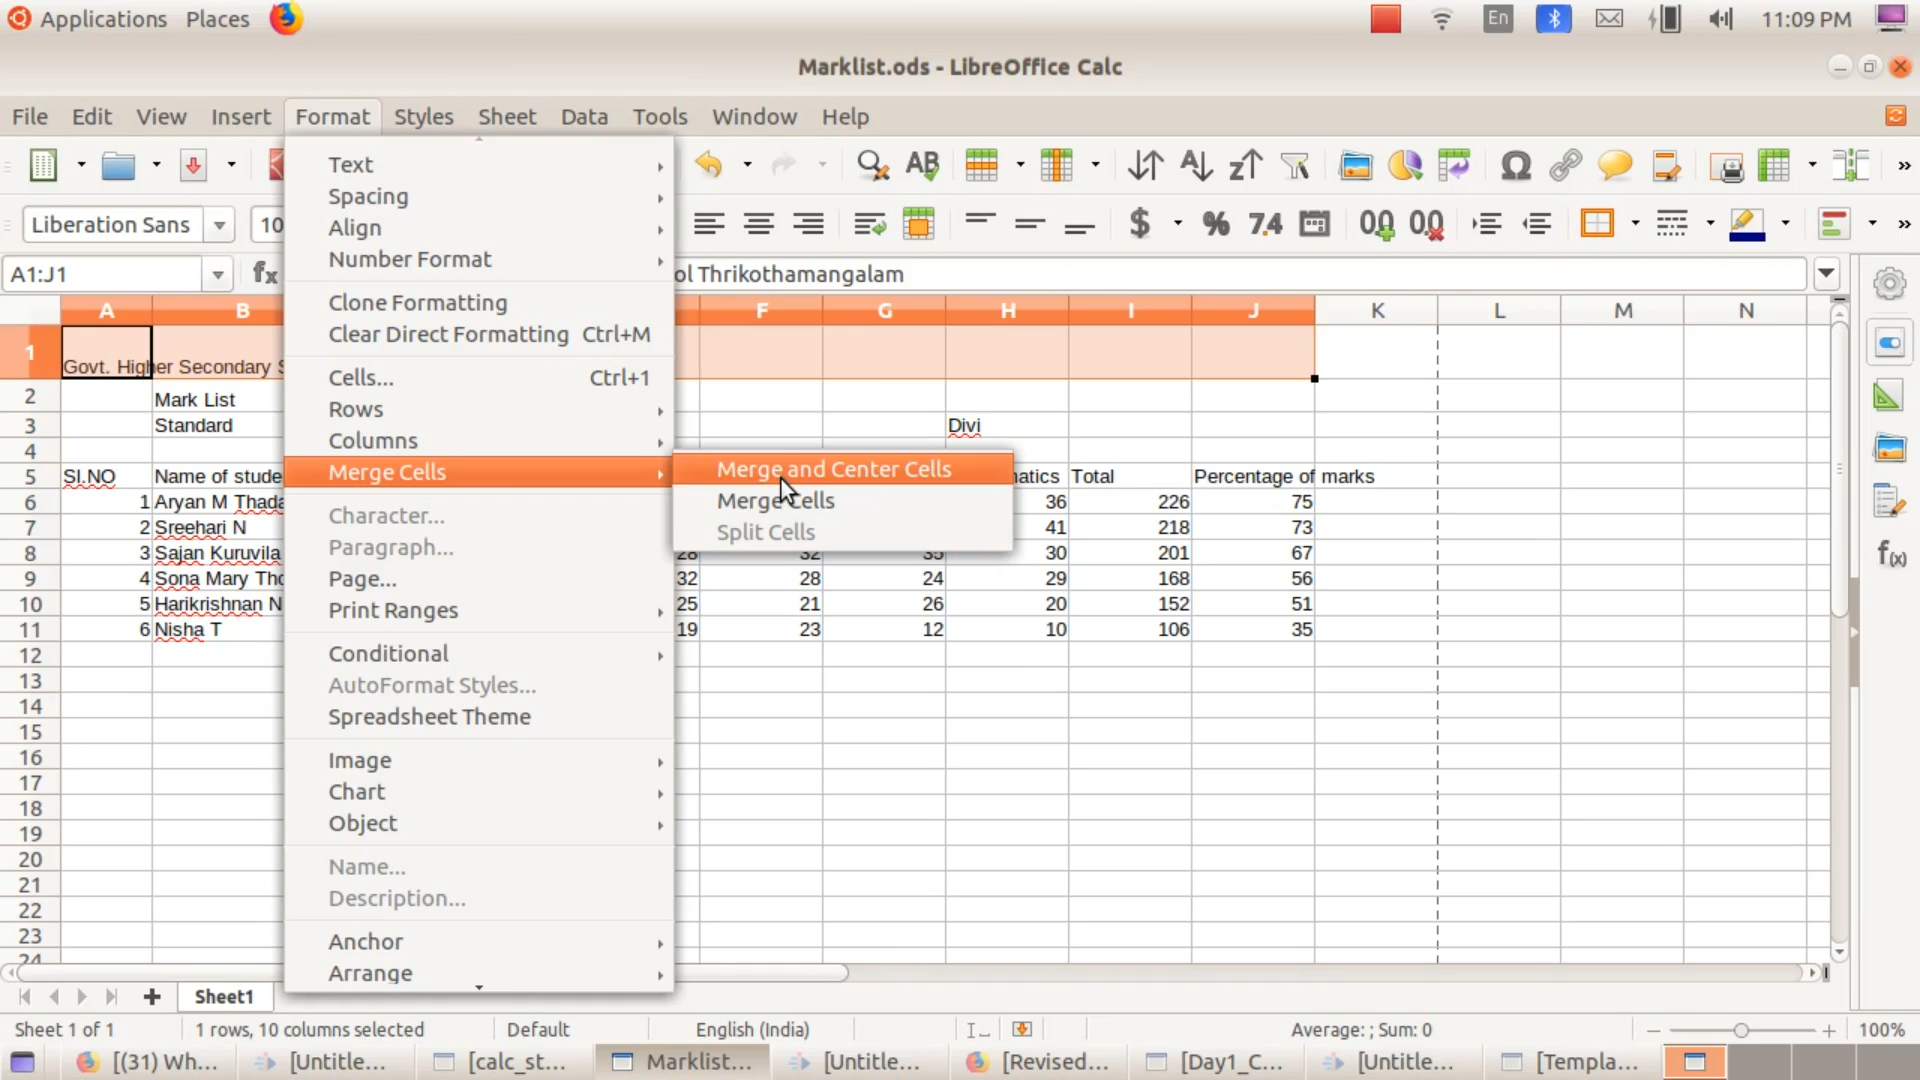 Applications Places En 11:09 PM
Marklist.ods - LibreOffice Calc
File Edit View Insert Format Styles Sheet Data Tools Window Help
Liberation Sans 10
$ % 7.4
A1:J1 fx ol Thrikothamangalam
A B F G H I J K L M N
1 Govt. Higher Secondary S
2 Mark List
3 Standard Divi
4
5 SI.NO Name of stude natics Total Percentage of marks
6 1 Aryan M Thada 36 226 75
7 2 Sreehari N 41 218 73
8 3 Sajan Kuruvila 28 32 35 30 201 67
9 4 Sona Mary Tho 32 28 24 29 168 56
10 5 Harikrishnan N 25 21 26 20 152 51
11 6 Nisha T 19 23 12 10 106 35
12
13
14
15
16
17
18
19
20
21
22
23
24
Text
Spacing
Align
Number Format
Clone Formatting
Clear Direct Formatting Ctrl+M
Cells... Ctrl+1
Rows
Columns
Merge Cells
Character...
Paragraph...
Page...
Print Ranges
Conditional
AutoFormat Styles...
Spreadsheet Theme
Image
Chart
Object
Name...
Description...
Anchor
Arrange
Merge and Center Cells
Merge Cells
Split Cells
Sheet1
Sheet 1 of 1 1 rows, 10 columns selected Default English (India) Average: ; Sum: 0 100%
[(31) Wh... [Untitle... [calc_st... Marklist... [Untitle... [Revised... [Day1_C... [Untitle... [Templa...